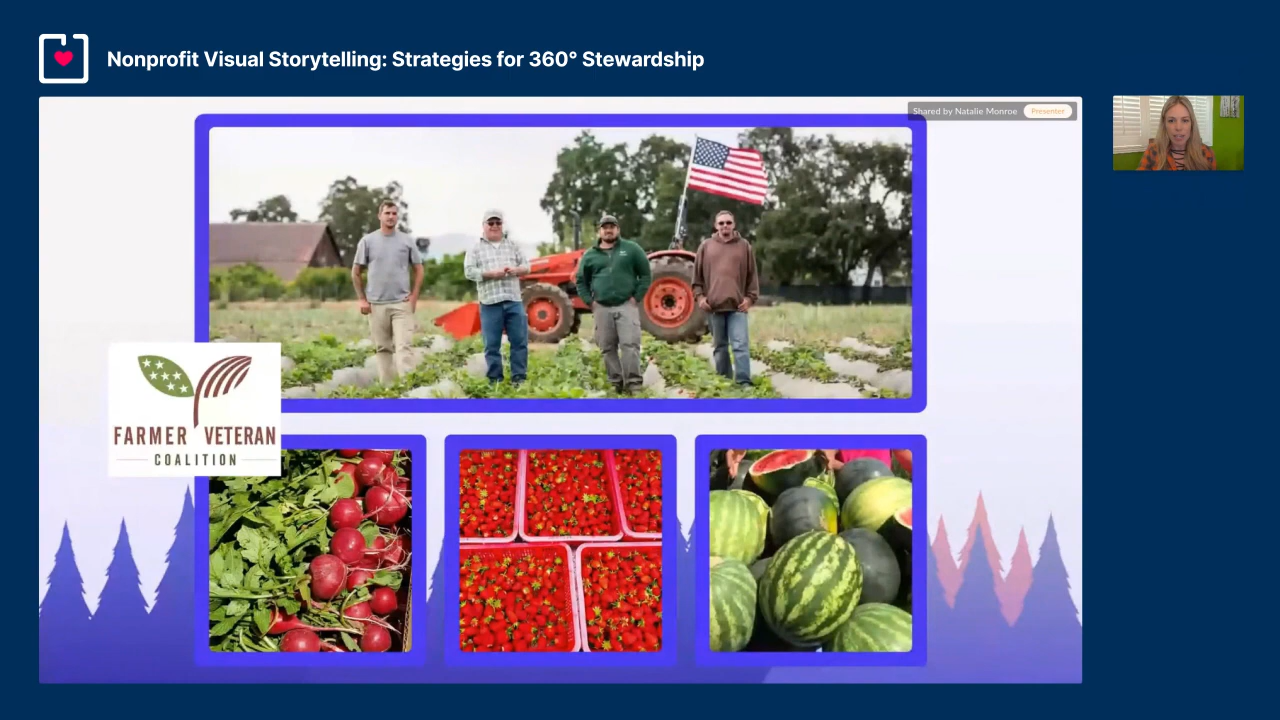 Nonprofit Visual Storytelling: Strategies for 360° Stewardship
Shared by Natalie Monroe Presenter
FARMER VETERAN
COALITION